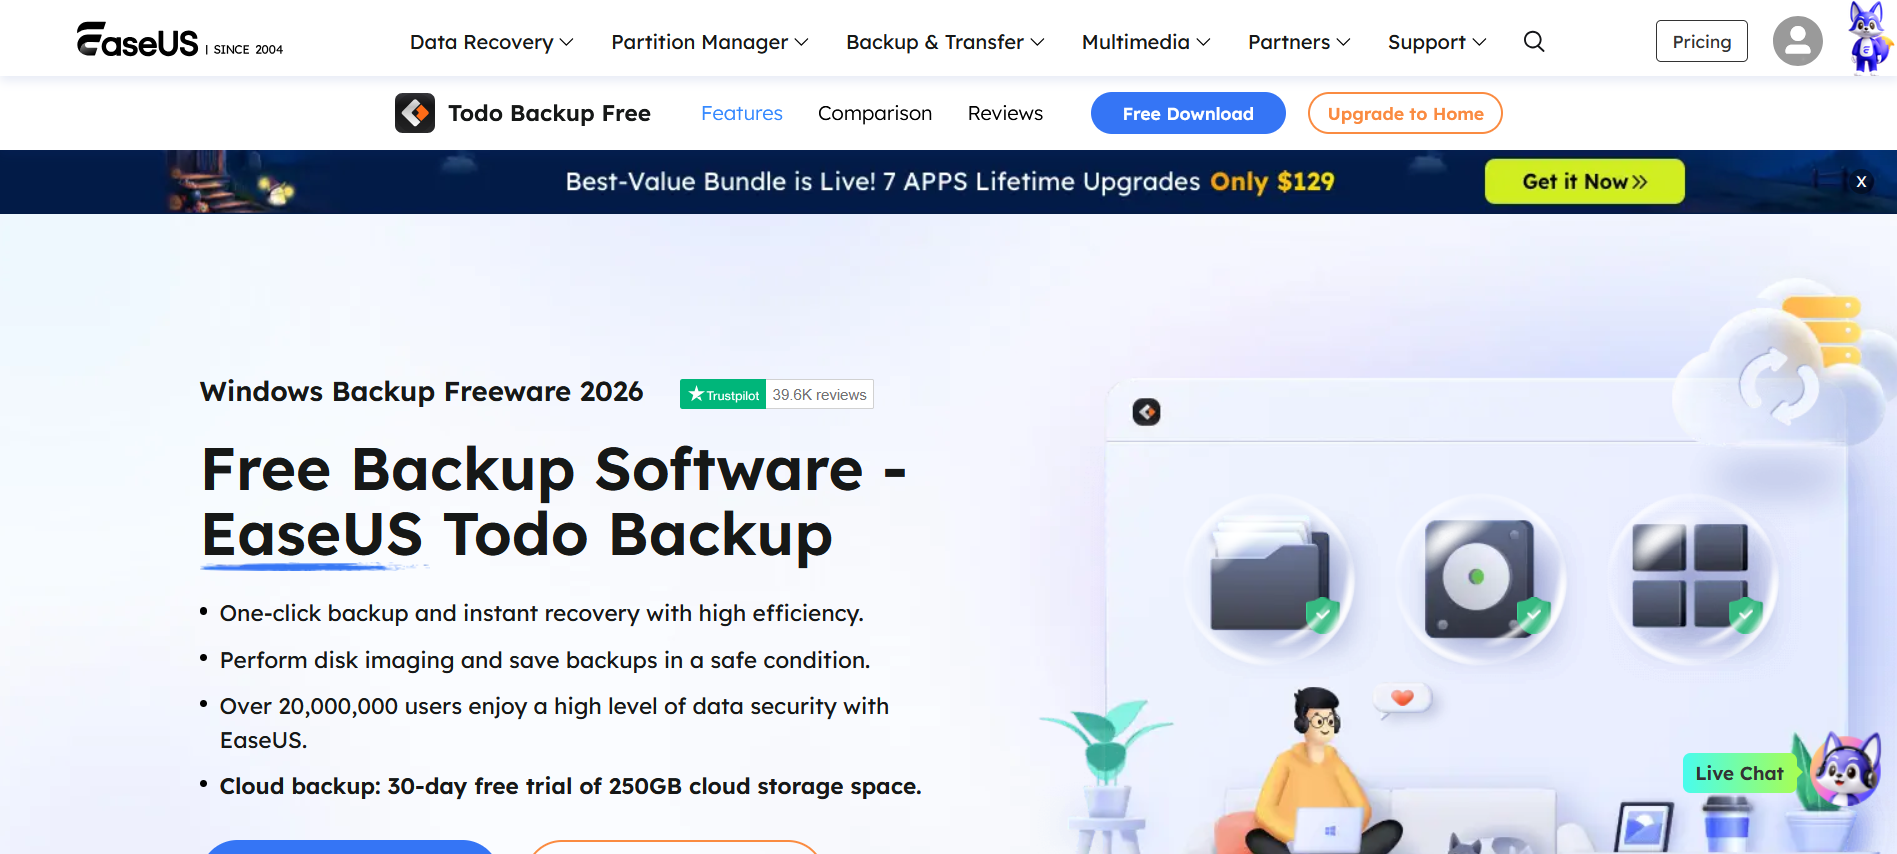 EaseUS | SINCE 2004
Data Recovery
Partition Manager
Backup & Transfer
Multimedia
Partners
Support
Pricing
Todo Backup Free
Features
Comparison
Reviews
Free Download
Upgrade to Home
Best-Value Bundle is Live! 7 APPS Lifetime Upgrades Only $129
Get it Now
X
Windows Backup Freeware 2026
Trustpilot 39.6K reviews
Free Backup Software -
EaseUS Todo Backup
• One-click backup and instant recovery with high efficiency.
• Perform disk imaging and save backups in a safe condition.
• Over 20,000,000 users enjoy a high level of data security with
EaseUS.
• Cloud backup: 30-day free trial of 250GB cloud storage space.
Live Chat